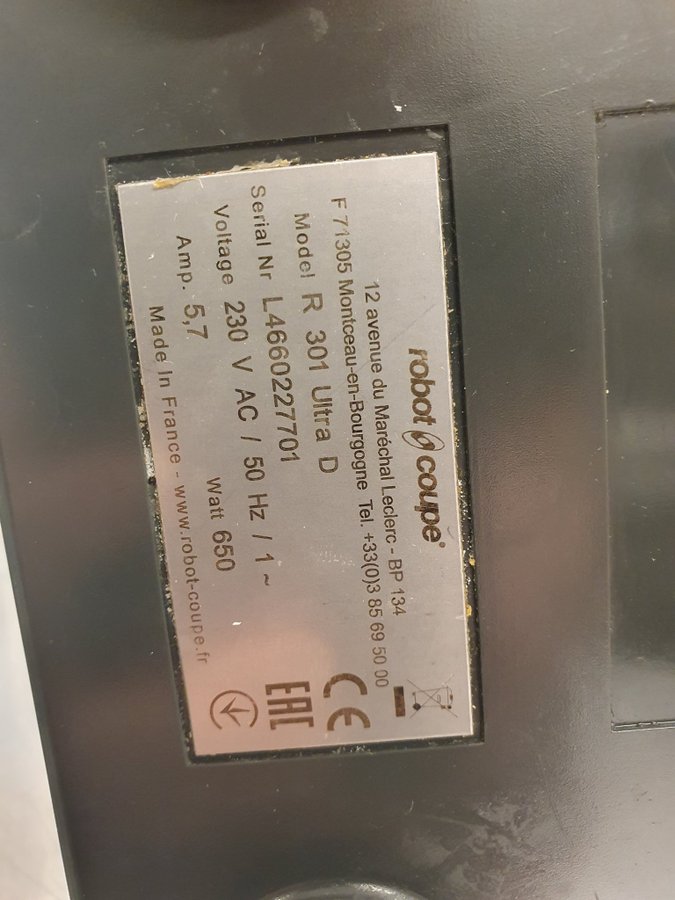 robot coupe®
12 avenue du Maréchal Leclerc - BP 134
F 71305 Montceau-en-Bourgogne Tel. +33(0)3 85 69 50 00
Model R 301 Ultra D
Serial Nr L4660227701
Voltage 230 V AC / 50 Hz / 1 ~
Amp. 5,7 Watt 650
Made In France - www.robot-coupe.fr
CE
EAC